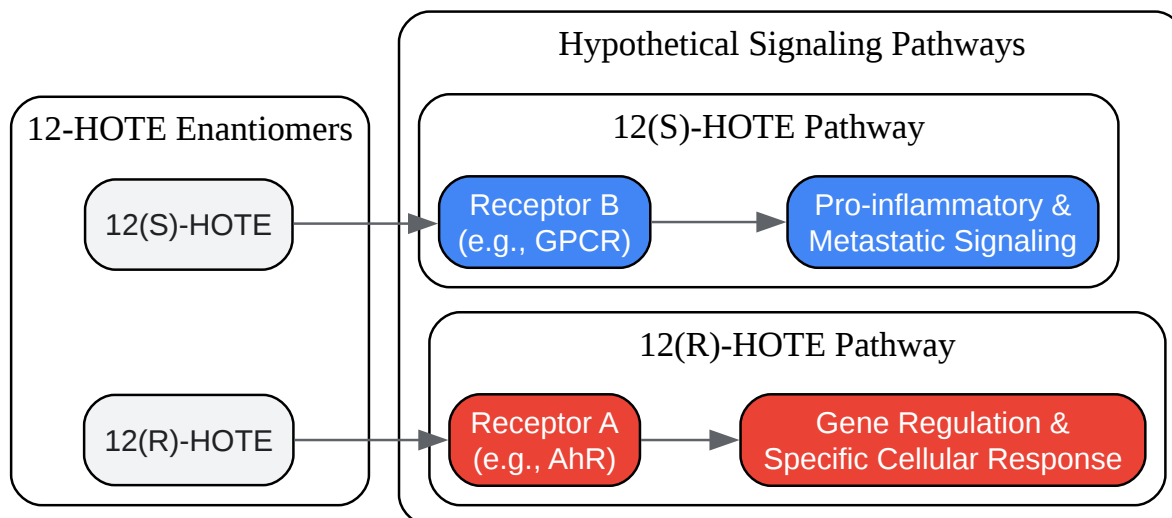 Hypothetical Signaling Pathways
12-HOTE Enantiomers
12(S)-HOTE Pathway
12(S)-HOTE
Receptor B
(e.g., GPCR)
Pro-inflammatory &
Metastatic Signaling
12(R)-HOTE Pathway
12(R)-HOTE
Receptor A
(e.g., AhR)
Gene Regulation &
Specific Cellular Response